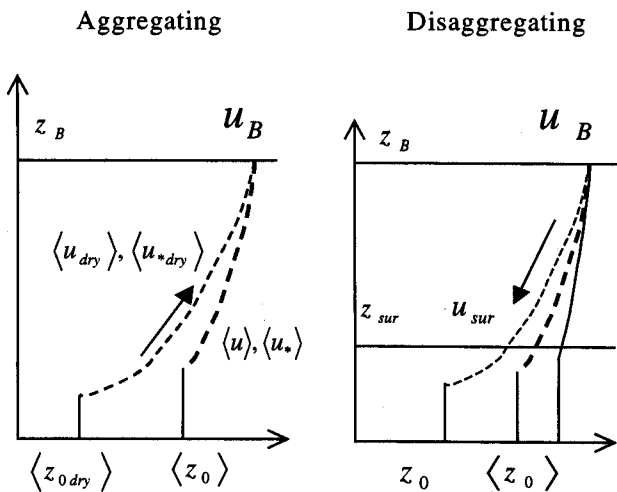 Aggregating
z_B
u_B
⟨u_dry⟩, ⟨u_*dry⟩
⟨u⟩, ⟨u_*⟩
⟨z_0dry⟩
⟨z_0⟩
Disaggregating
z_B
u_B
z_sur
u_sur
z_0
⟨z_0⟩